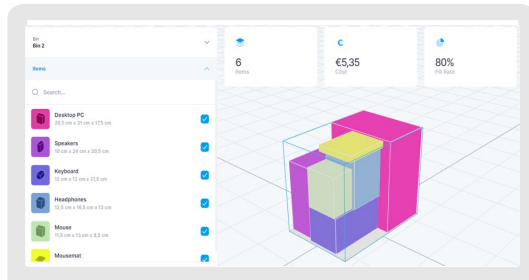 Bin
Bin 2
Items
Search...
Desktop PC
28,5 cm x 31 cm x 17,5 cm
Speakers
10 cm x 24 cm x 20,5 cm
Keyboard
12 cm x 13 cm x 21,5 cm
Headphones
12,5 cm x 16,5 cm x 13 cm
Mouse
11,5 cm x 13 cm x 8,5 cm
Mousemat
6
Items
C
€5,35
Cost
80%
Fill Rate